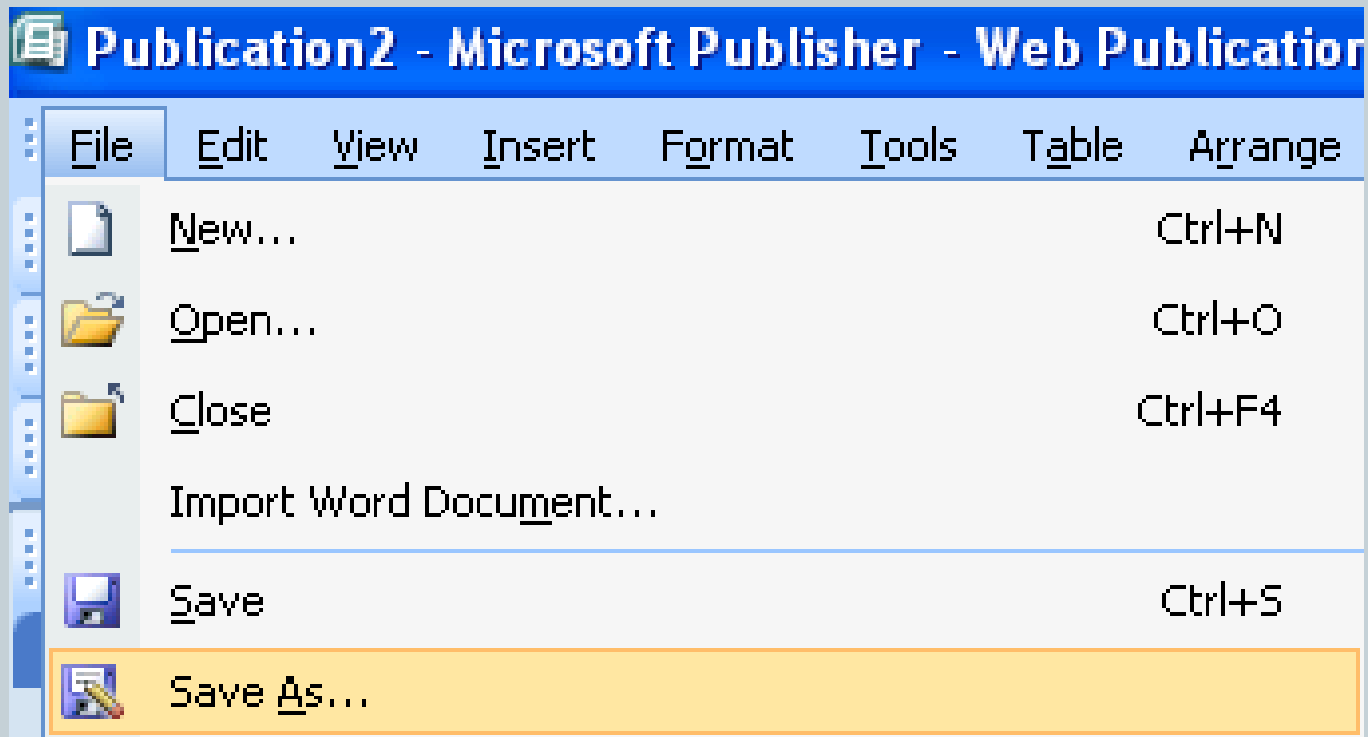 Publication2 - Microsoft Publisher - Web Publication
File Edit View Insert Format Tools Table Arrange
New... Ctrl+N
Open... Ctrl+O
Close Ctrl+F4
Import Word Document...
Save Ctrl+S
Save As...